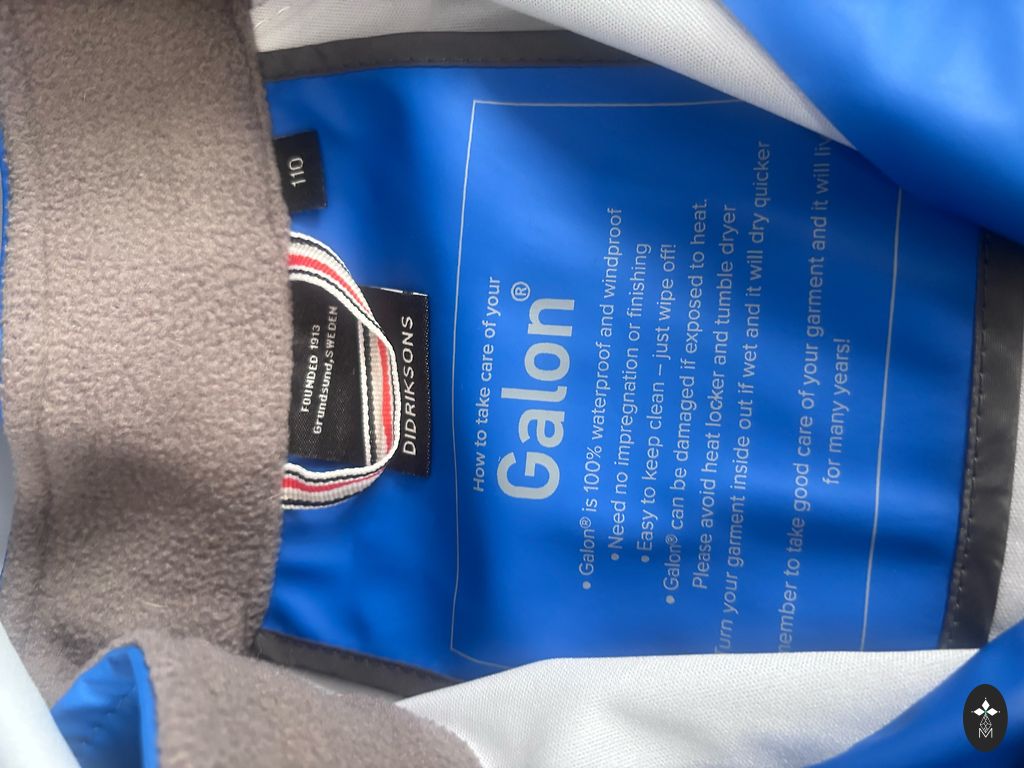 110
FOUNDED 1913
Grundsund, SWEDEN
DIDRIKSONS
How to take care of your
Galon®
• Galon® is 100% waterproof and windproof
• Need no impregnation or finishing
• Easy to keep clean – just wipe off!
• Galon® can be damaged if exposed to heat.
Please avoid heat locker and tumble dryer
Turn your garment inside out if wet and it will dry quicker
to take good care of your garment and it will
for many years!
M